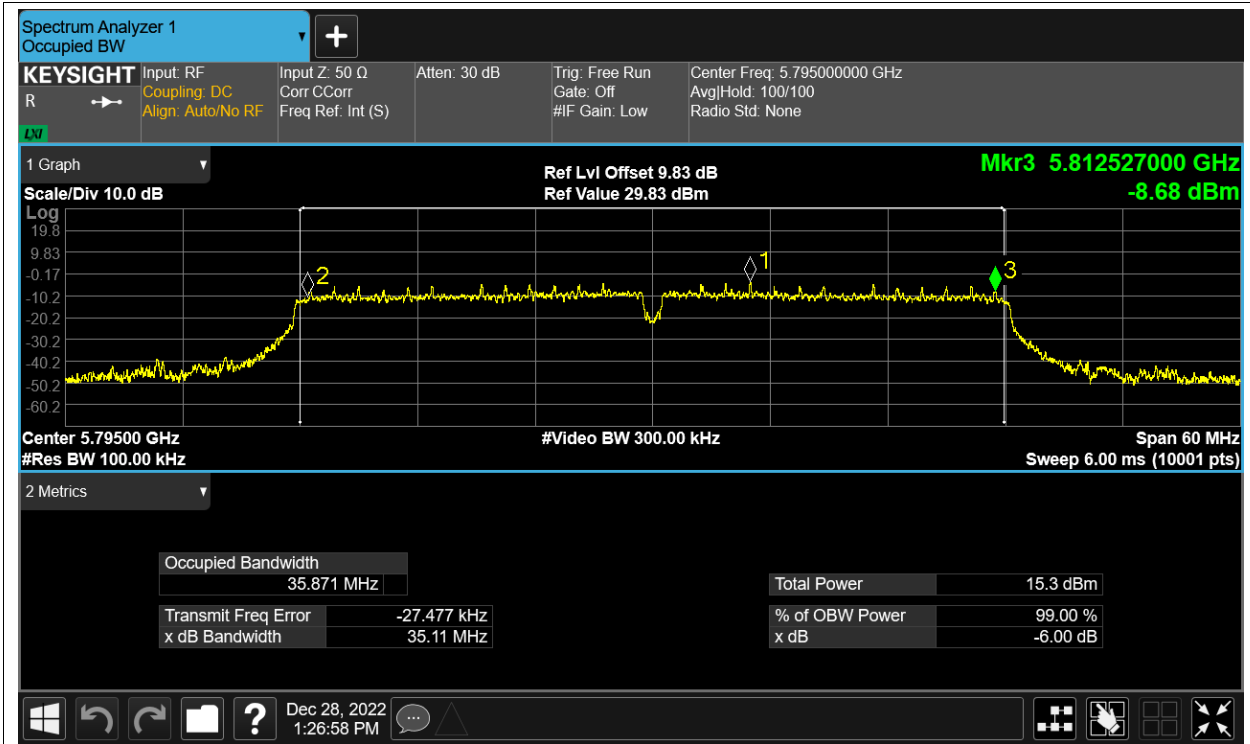 Spectrum Analyzer 1
Occupied BW
+
KEYSIGHT
R
LXI
Input: RF
Coupling: DC
Align: Auto/No RF
Input Z: 50 Ω
Corr CCorr
Freq Ref: Int (S)
Atten: 30 dB
Trig: Free Run
Gate: Off
#IF Gain: Low
Center Freq: 5.795000000 GHz
Avg|Hold: 100/100
Radio Std: None
1 Graph
Scale/Div 10.0 dB
Ref Lvl Offset 9.83 dB
Ref Value 29.83 dBm
Mkr3 5.812527000 GHz
-8.68 dBm
Log
19.8
9.83
-0.17
-10.2
-20.2
-30.2
-40.2
-50.2
-60.2
2
1
3
Center 5.79500 GHz
#Video BW 300.00 kHz
Span 60 MHz
#Res BW 100.00 kHz
Sweep 6.00 ms (10001 pts)
2 Metrics
Occupied Bandwidth
35.871 MHz
Transmit Freq Error -27.477 kHz
x dB Bandwidth 35.11 MHz
Total Power 15.3 dBm
% of OBW Power 99.00 %
x dB -6.00 dB
?
Dec 28, 2022
1:26:58 PM